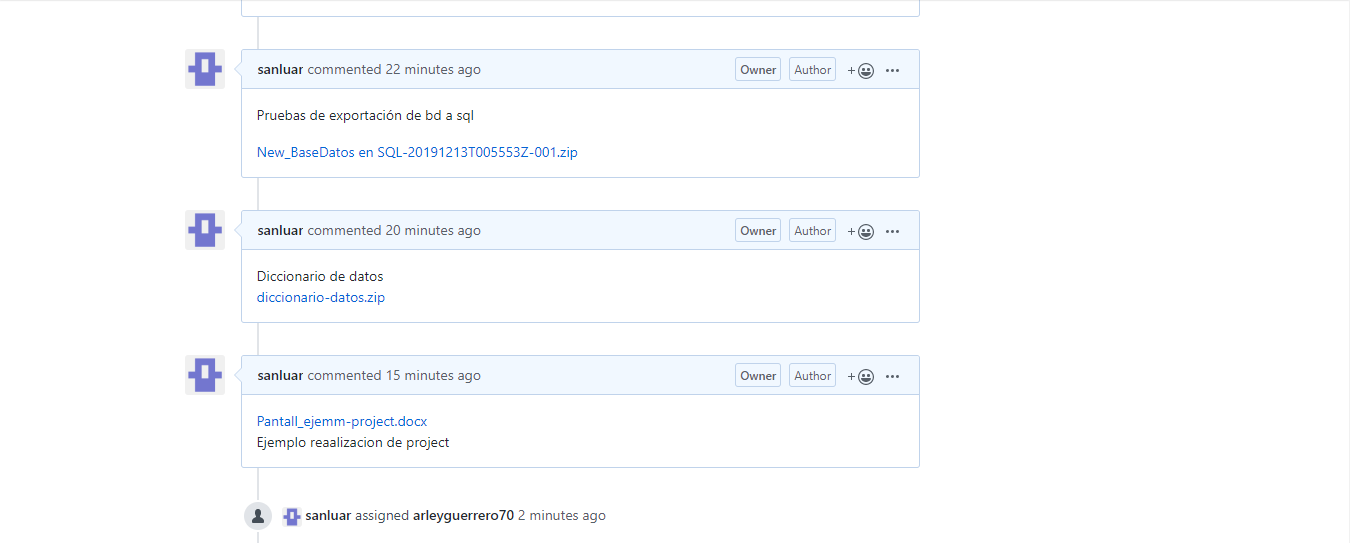 sanluar commented 22 minutes ago Owner Author +
Pruebas de exportación de bd a sql
New_BaseDatos en SQL-20191213T005553Z-001.zip
sanluar commented 20 minutes ago Owner Author +
Diccionario de datos
diccionario-datos.zip
sanluar commented 15 minutes ago Owner Author +
Pantall_ejemm-project.docx
Ejemplo reaalizacion de project
sanluar assigned arleyguerrero70 2 minutes ago